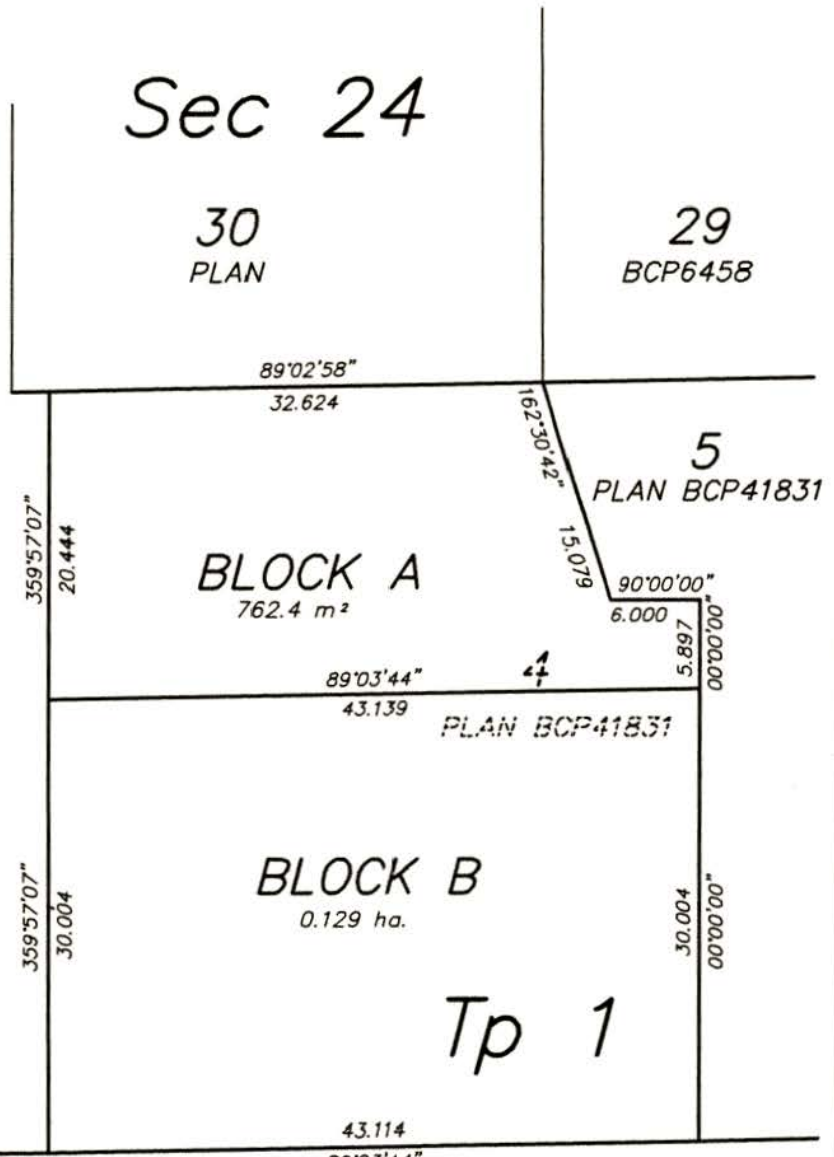 Sec 24
30
PLAN
29
BCP6458
89°02'58"
32.624
162°30'42"
15.079
5
PLAN BCP41831
359°57'07"
20.444
BLOCK A
762.4 m²
90°00'00"
6.000
5.897
00°00'00"
89°03'44"
43.139
4
PLAN BCP41831
BLOCK B
0.129 ha.
359°57'07"
30.004
30.004
00°00'00"
Tp 1
43.114